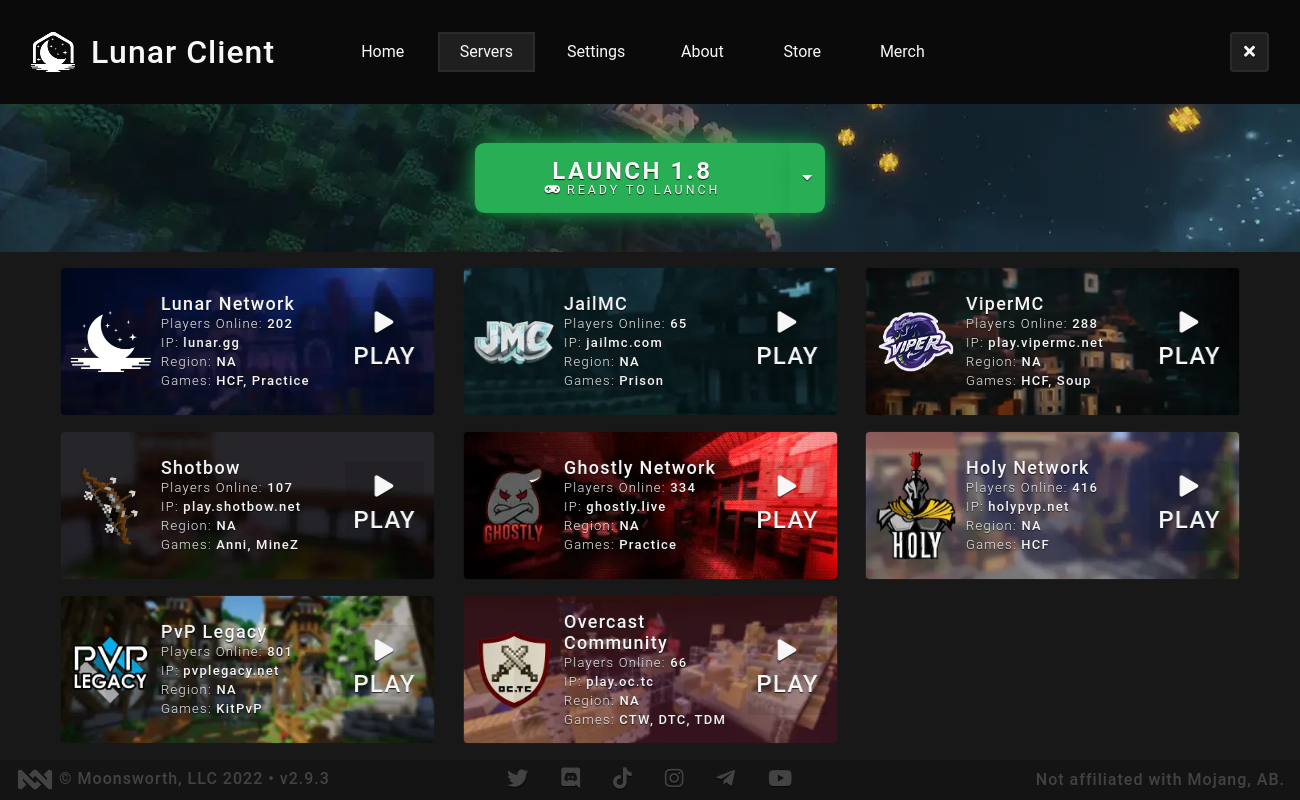 Lunar Client
Home
Servers
Settings
About
Store
Merch
LAUNCH 1.8
READY TO LAUNCH
Lunar Network
Players Online: 202
IP: lunar.gg
Region: NA
Games: HCF, Practice
PLAY
JMC
JailMC
Players Online: 65
IP: jailmc.com
Region: NA
Games: Prison
PLAY
VIPER
ViperMC
Players Online: 288
IP: play.vipermc.net
Region: NA
Games: HCF, Soup
PLAY
Shotbow
Players Online: 107
IP: play.shotbow.net
Region: NA
Games: Anni, MineZ
PLAY
GHOSTLY
Ghostly Network
Players Online: 334
IP: ghostly.live
Region: NA
Games: Practice
PLAY
HOLY
Holy Network
Players Online: 416
IP: holypvp.net
Region: NA
Games: HCF
PLAY
PVP
LEGACY
PvP Legacy
Players Online: 801
IP: pvplegacy.net
Region: NA
Games: KitPvP
PLAY
OC.TC
Overcast
Community
Players Online: 66
IP: play.oc.tc
Region: NA
Games: CTW, DTC, TDM
PLAY
© Moonsworth, LLC 2022 • v2.9.3
Not affiliated with Mojang, AB.